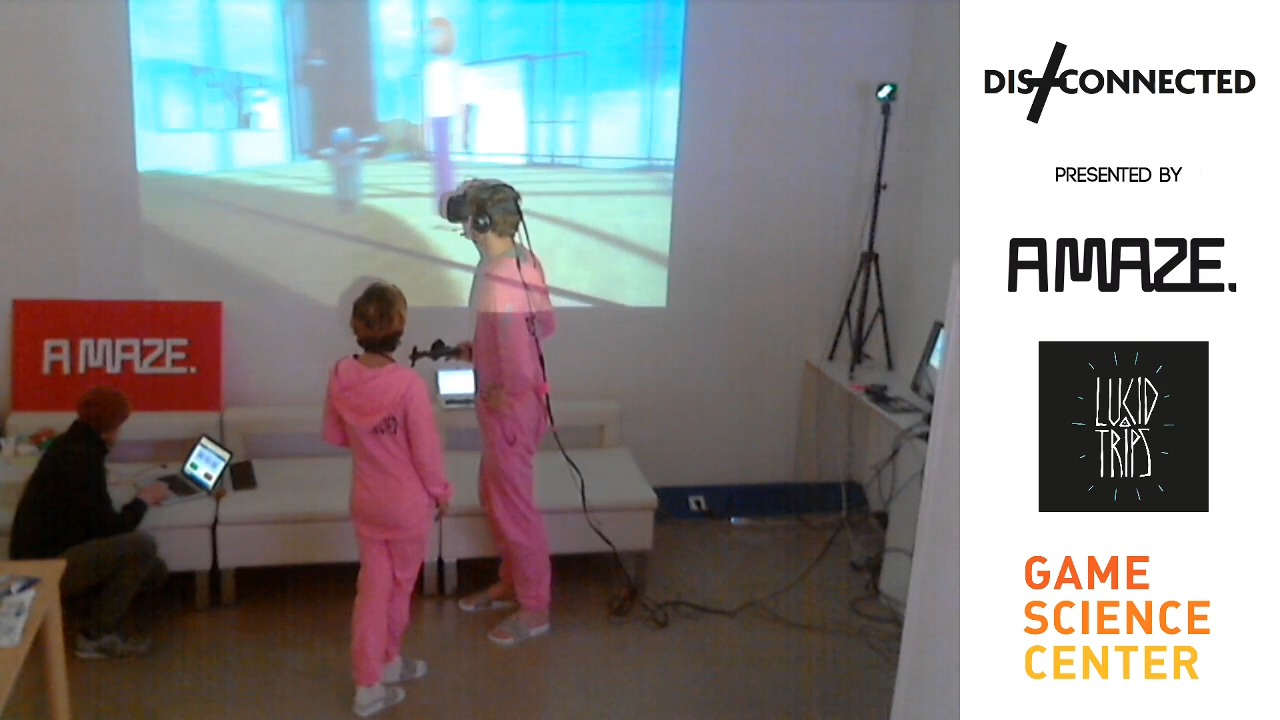 A MAZE.
DIS/CONNECTED
PRESENTED BY
A MAZE.
LUCID
TRIPS
GAME
SCIENCE
CENTER